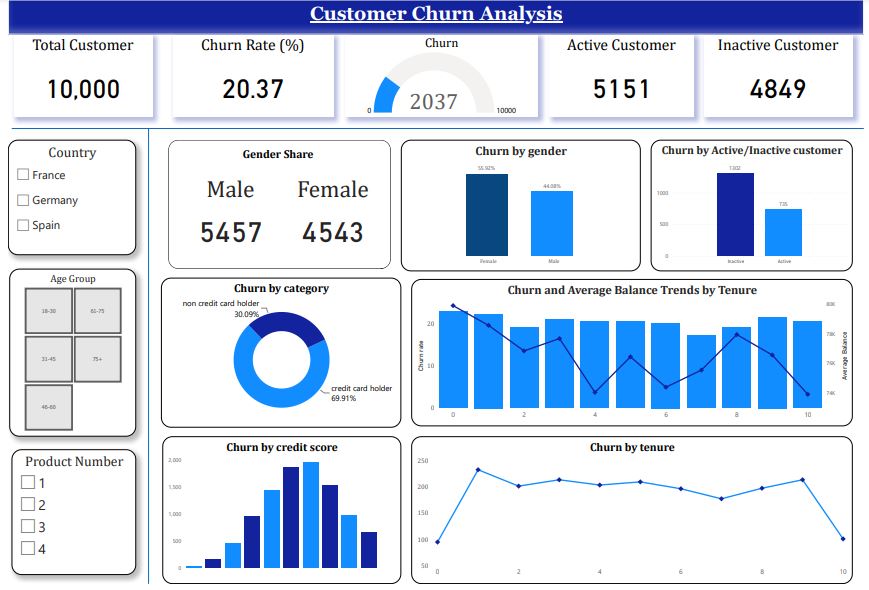 Customer Churn Analysis
Total Customer
10,000
Churn Rate (%)
20.37
Churn
2037
0
10000
Active Customer
5151
Inactive Customer
4849
Country
France
Germany
Spain
Age Group
18-30
61-75
31-45
75+
46-60
Product Number
1
2
3
4
Gender Share
Male Female
5457 4543
Churn by gender
55.92%
44.08%
Female
Male
Churn by Active/Inactive customer
1302
735
1000
500
0
Inactive
Active
Churn by category
non credit card holder
30.09%
credit card holder
69.91%
Churn and Average Balance Trends by Tenure
Churn rate
20
10
0
80K
78K
76K
74K
Average Balance
0 2 4 6 8 10
Churn by credit score
2,000
1,500
1,000
500
0
Churn by tenure
250
200
150
100
50
0 2 4 6 8 10